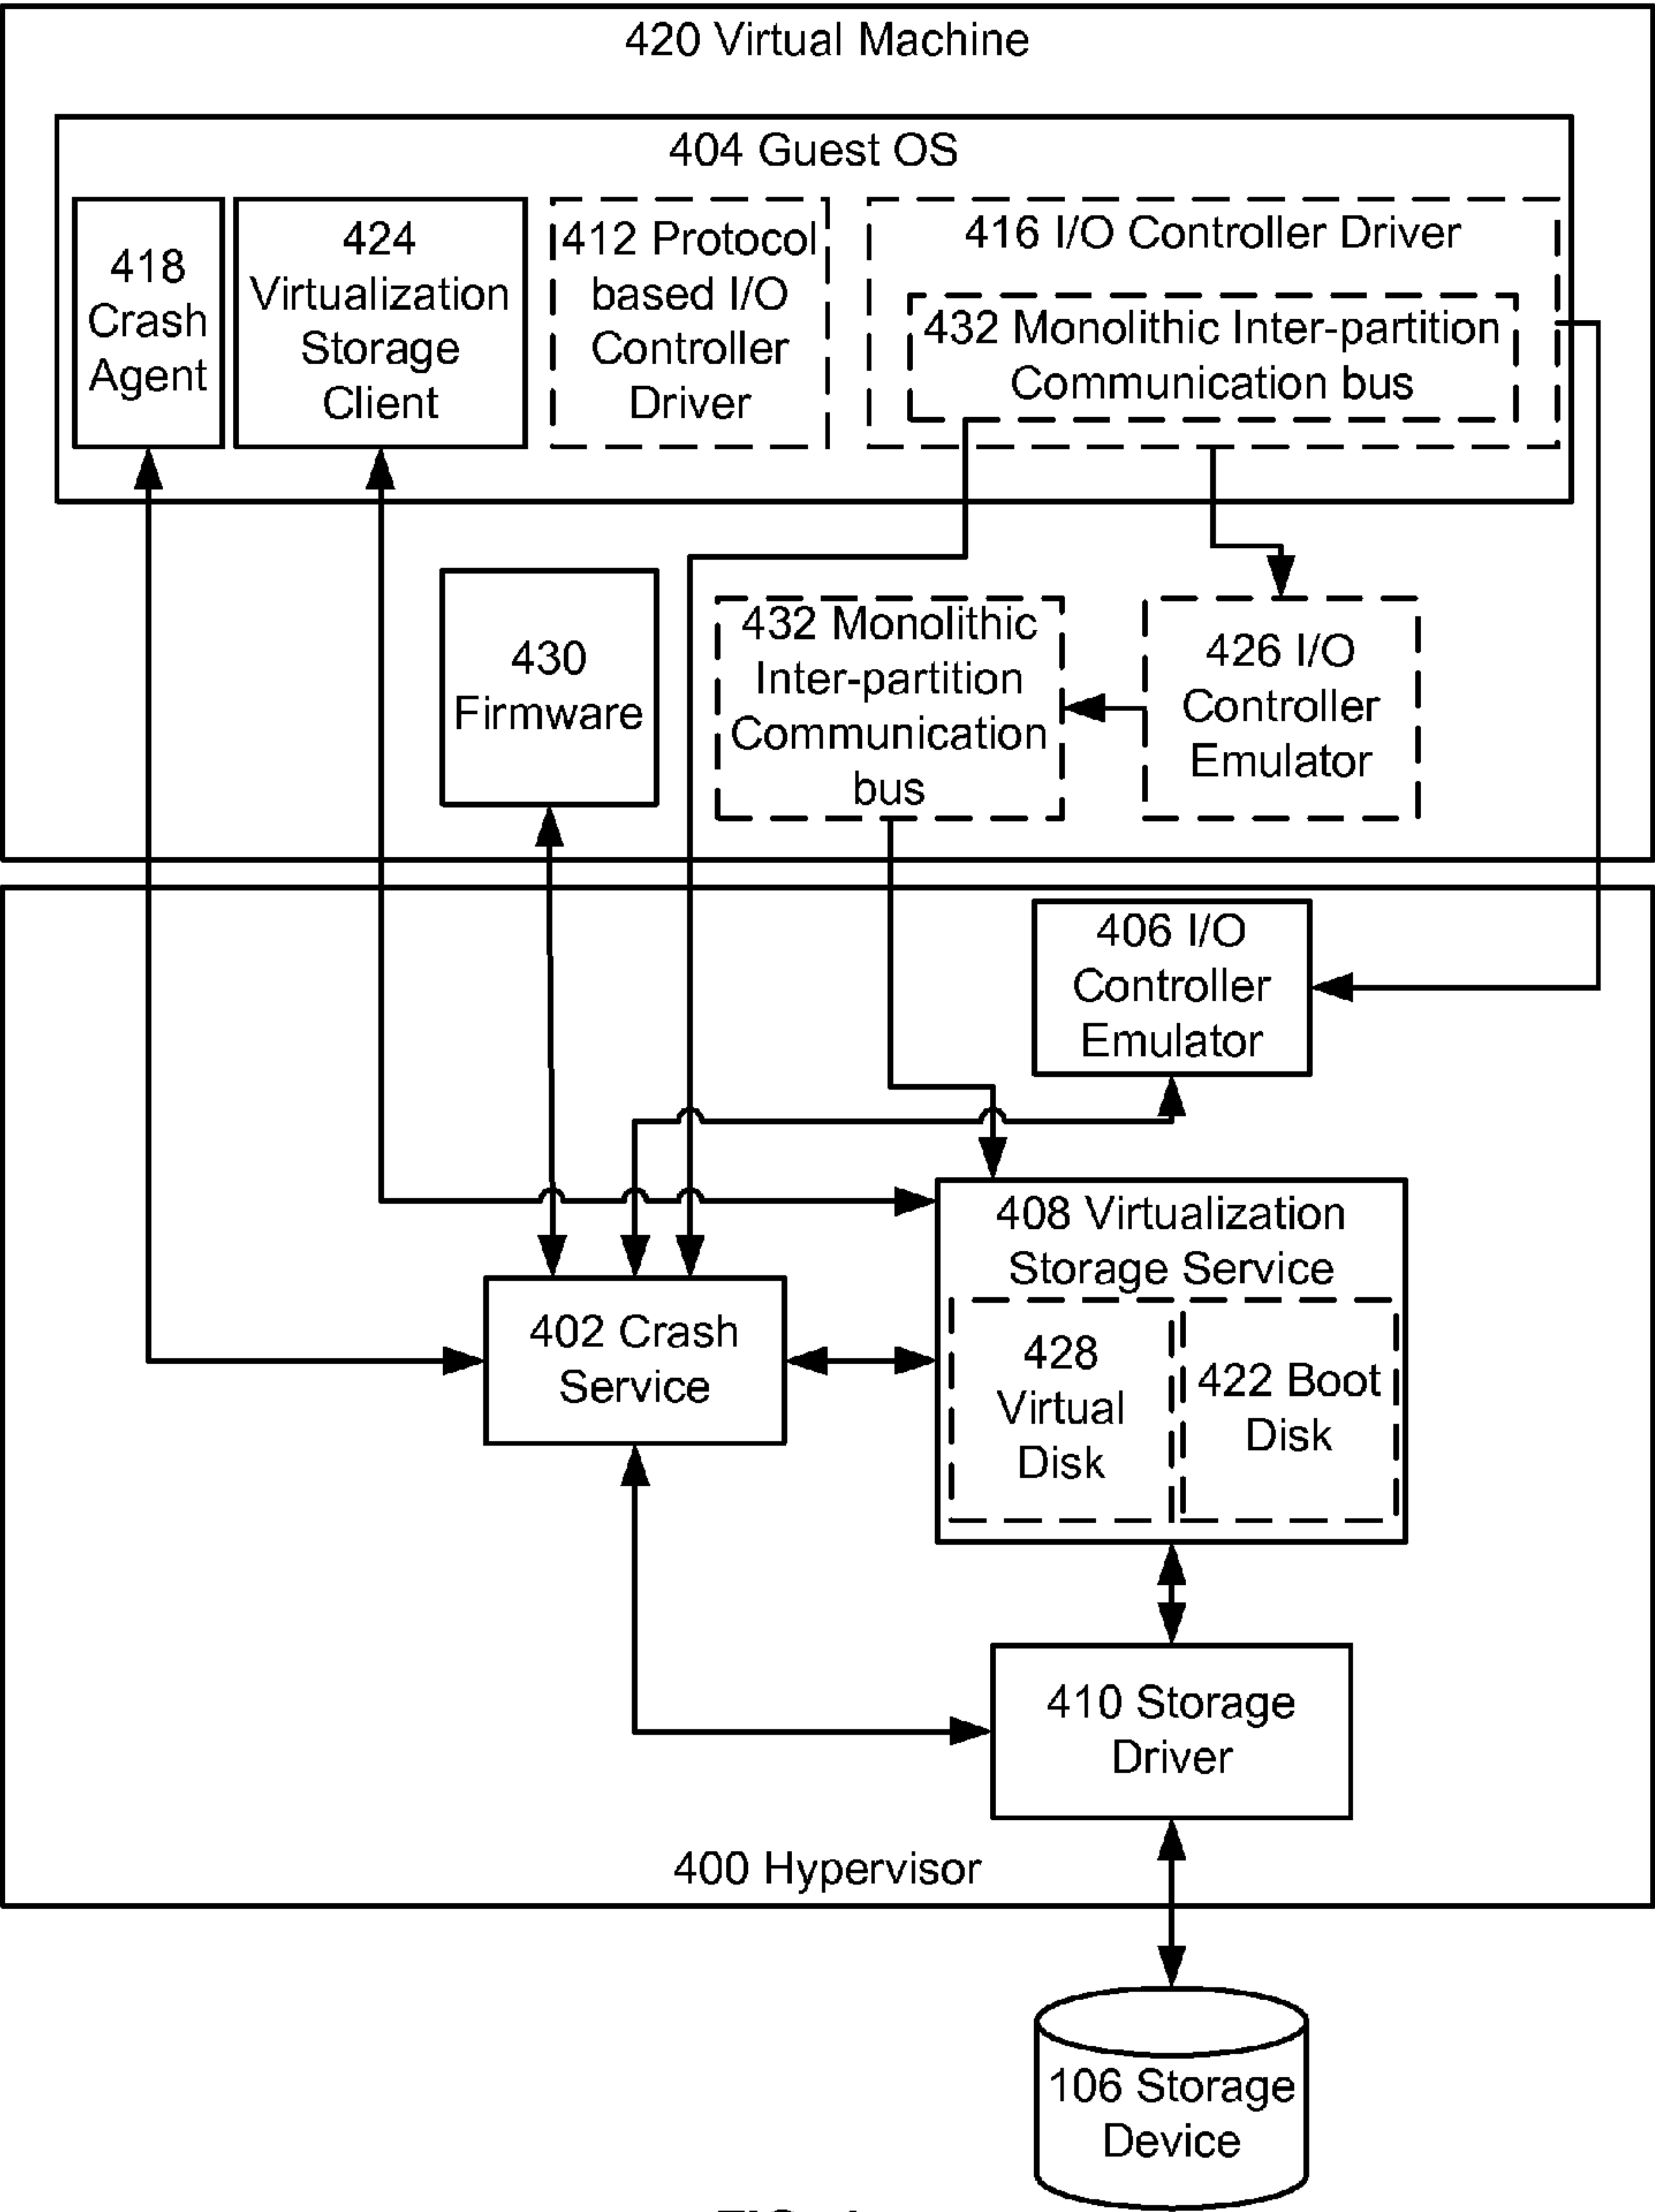 420 Virtual Machine
404 Guest OS
418
Crash
Agent
424
Virtualization
Storage
Client
412 Protocol
based I/O
Controller
Driver
416 I/O Controller Driver
432 Monolithic Inter-partition
Communication bus
430
Firmware
432 Monolithic
Inter-partition
Communication
bus
426 I/O
Controller
Emulator
406 I/O
Controller
Emulator
408 Virtualization
Storage Service
402 Crash
Service
428
Virtual
Disk
422 Boot
Disk
410 Storage
Driver
400 Hypervisor
106 Storage
Device